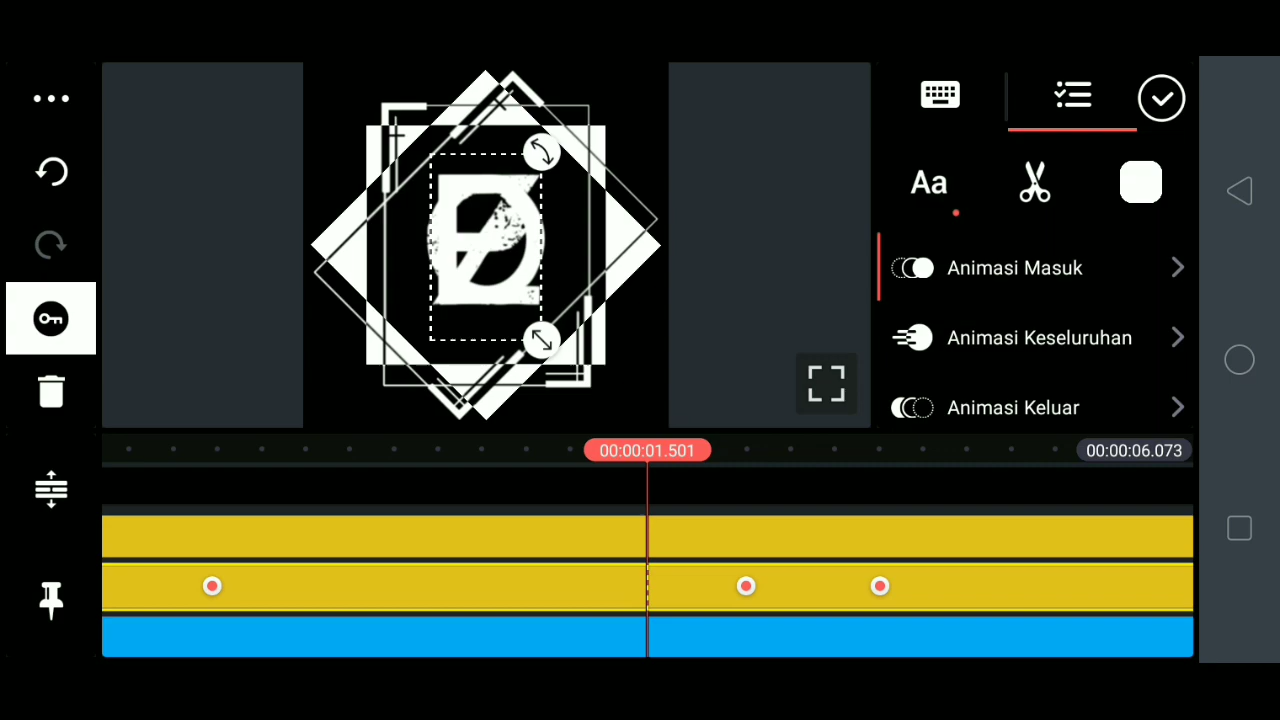 Aa
Animasi Masuk
Animasi Keseluruhan
Animasi Keluar
00:00:01.501
00:00:06.073